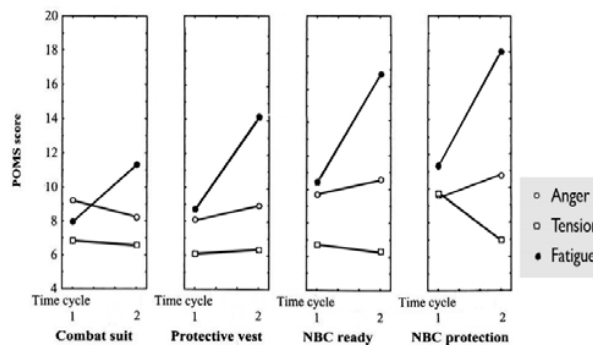 20
18
16
14
12
10
8
6
4
POMS score
Time cycle
1 2
Combat suit
Time cycle
1 2
Protective vest
Time cycle
1 2
NBC ready
Time cycle
1 2
NBC protection
Anger
Tension
Fatigue